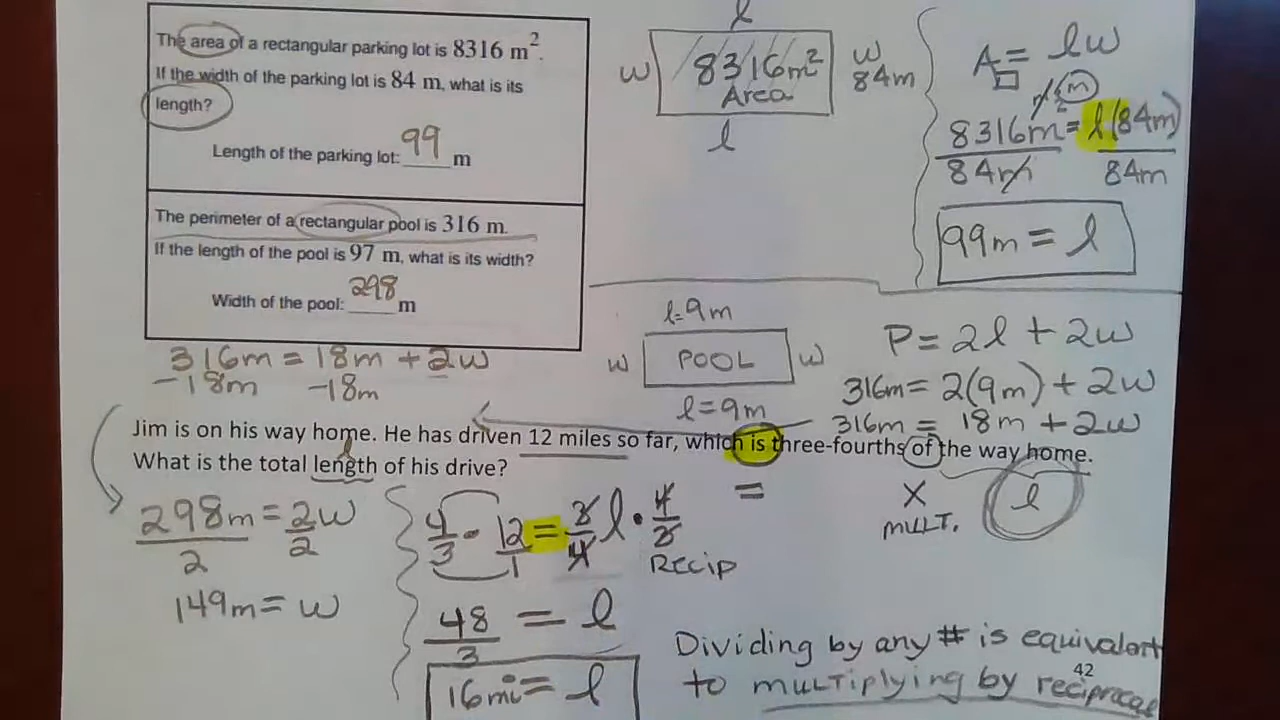 The area of a rectangular parking lot is 8316 m².
If the width of the parking lot is 84 m, what is its
length?
Length of the parking lot: 99 m
The perimeter of a rectangular pool is 316 m.
If the length of the pool is 97 m, what is its width?
Width of the pool: 298 m
l
w 8316m² w
Area 84m
l
A = lw
m
8316m² = l(84m)
84m 84m
99m = l
l=9m
w POOL w
l=9m
P = 2l + 2w
316m = 2(9m) + 2w
316m = 18m + 2w
316m = 18m + 2w
-18m -18m
Jim is on his way home. He has driven 12 miles so far, which is three-fourths of the way home.
l
What is the total length of his drive?
= X l
MULT.
298m = 2w
2 2
149m = w
4/3 · 12/1 = 3/4 l · 4/3
Recip
48/3 = l
16mi = l
Dividing by any # is equivalent
to multiplying by reciprocal
42